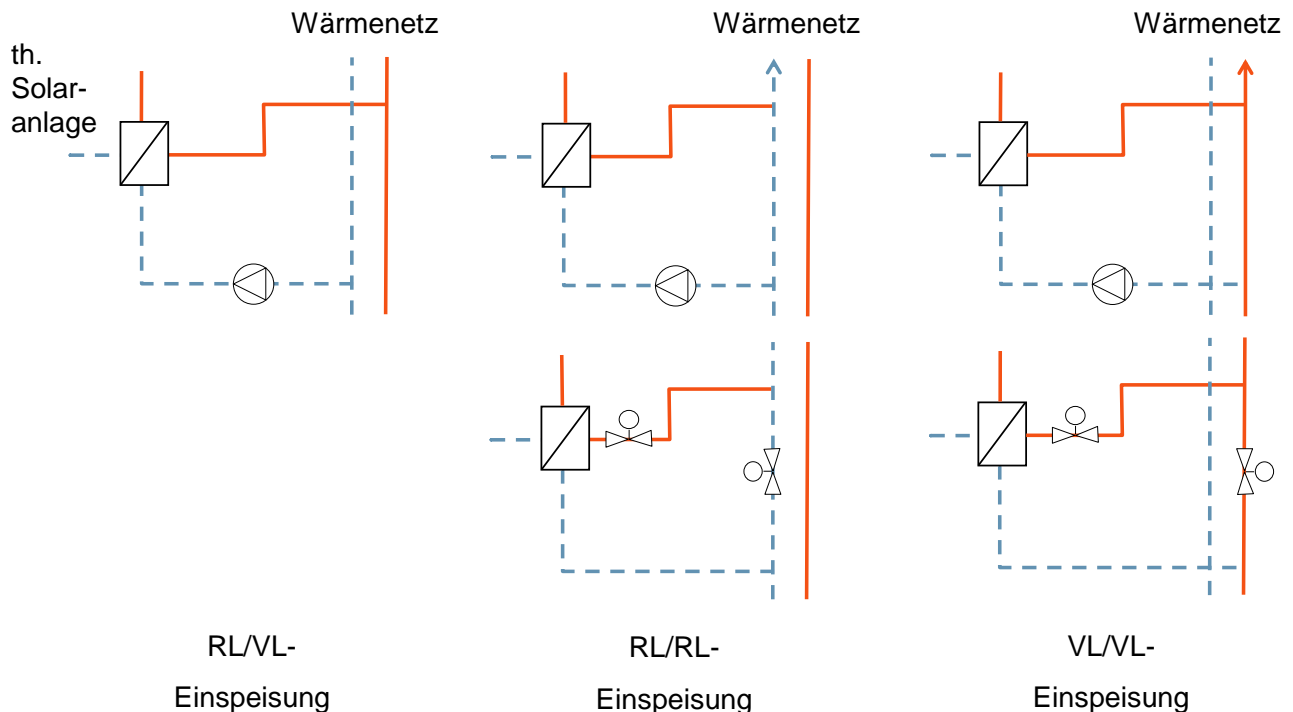 Wärmenetz
Wärmenetz
Wärmenetz
th.
Solar-
anlage
RL/VL-
Einspeisung
RL/RL-
Einspeisung
VL/VL-
Einspeisung